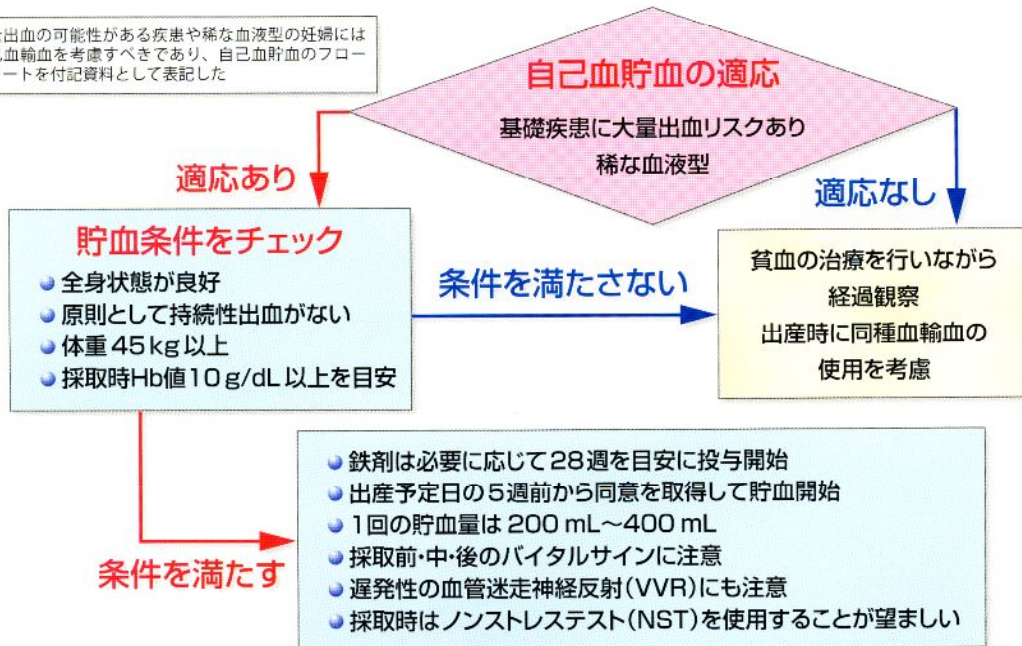 出血の可能性がある疾患や稀な血液型の妊婦には
血輸血を考慮すべきであり、自己血貯血のフロー
ートを付記資料として表記した
自己血貯血の適応
基礎疾患に大量出血リスクあり
稀な血液型
適応あり
適応なし
貯血条件をチェック
●全身状態が良好
●原則として持続性出血がない
●体重45kg以上
●採取時Hb値10g/dL以上を目安
条件を満たさない
貧血の治療を行いながら
経過観察
出産時に同種血輸血の
使用を考慮
条件を満たす
●鉄剤は必要に応じて28週を目安に投与開始
●出産予定日の5週前から同意を取得して貯血開始
●1回の貯血量は200 mL〜400 mL
●採取前・中・後のバイタルサインに注意
●遅発性の血管迷走神経反射(VVR)にも注意
●採取時はノンストレステスト(NST)を使用することが望ましい